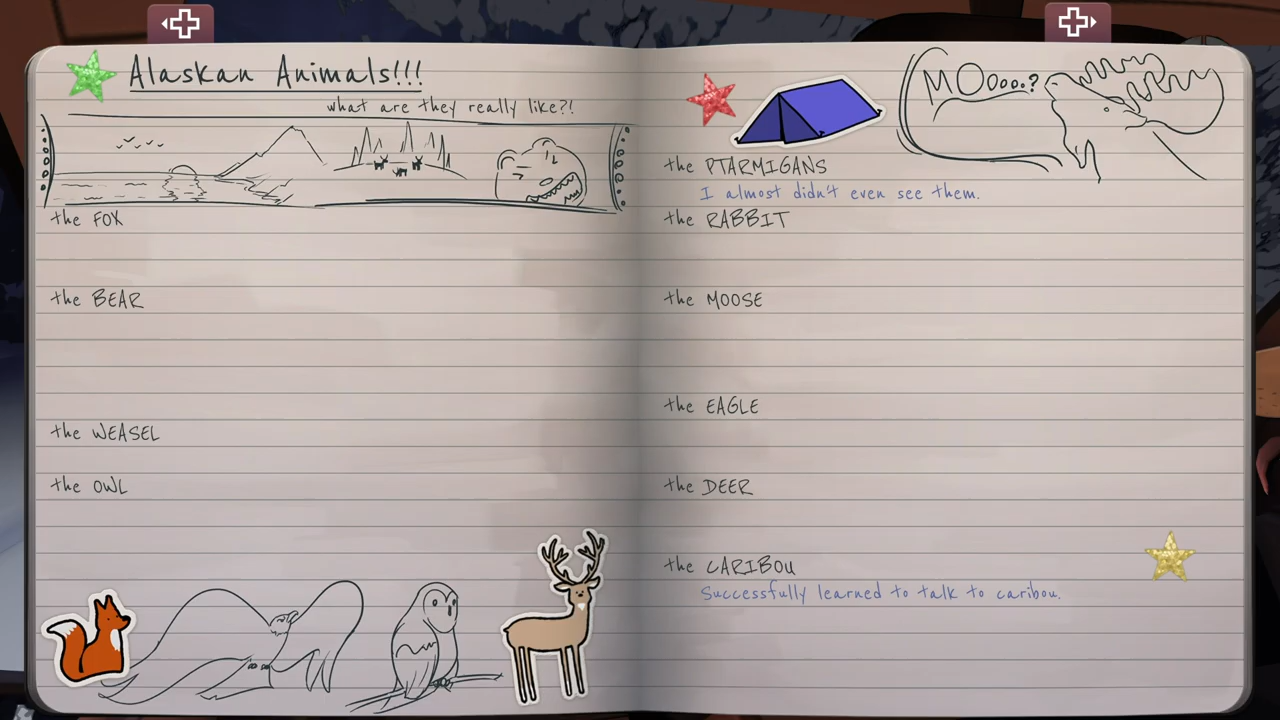 Alaskan Animals!!!
what are they really like?!
the FOX
the BEAR
the WEASEL
the OWL
MOooo..?
the PTARMIGANS
I almost didn't even see them.
the RABBIT
the MOOSE
the EAGLE
the DEER
the CARIBOU
Successfully learned to talk to caribou.